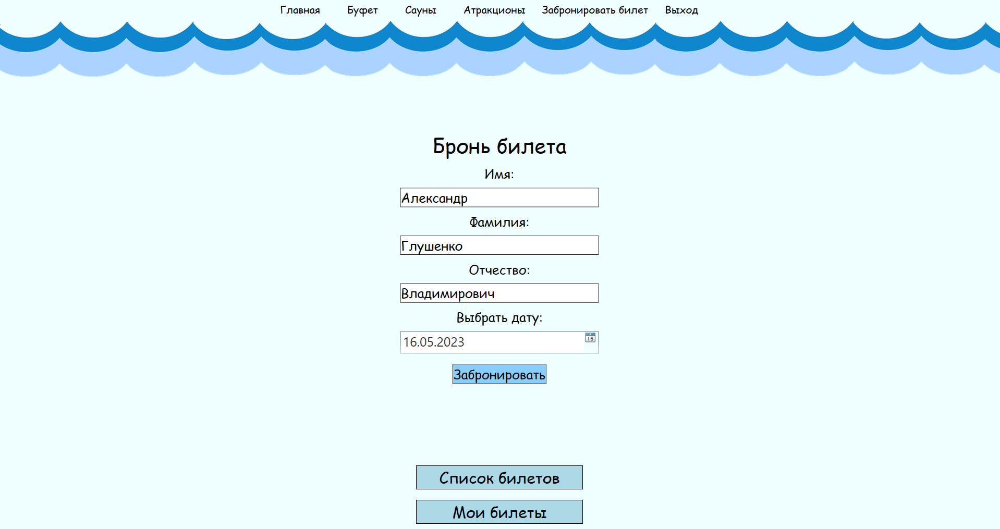 Главная Буфет Сауны Атракционы Забронировать билет Выход
Бронь билета
Имя:
Александр
Фамилия:
Глушенко
Отчество:
Владимирович
Выбрать дату:
16.05.2023 15
Забронировать
Список билетов
Мои билеты